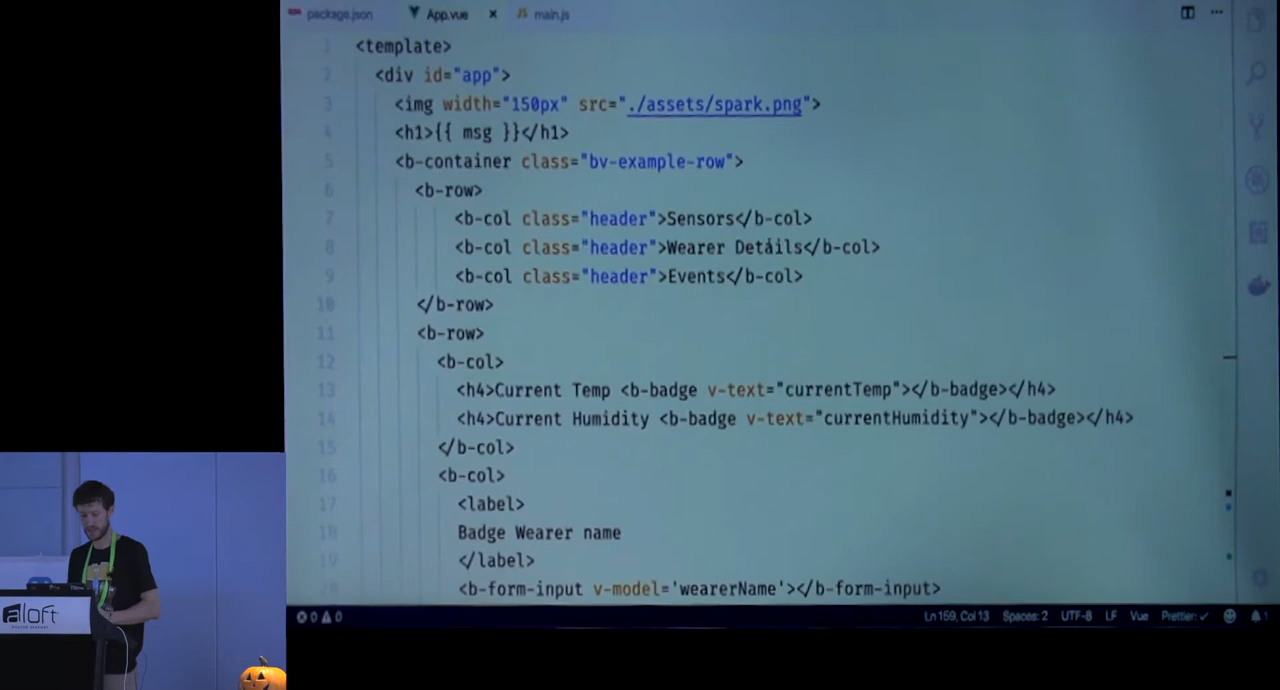 package.json App.vue × main.js
1 <template>
2 <div id="app">
3 <img width="150px" src="./assets/spark.png">
4 <h1>{{ msg }}</h1>
5 <b-container class="bv-example-row">
6 <b-row>
7 <b-col class="header">Sensors</b-col>
8 <b-col class="header">Wearer Details</b-col>
9 <b-col class="header">Events</b-col>
10 </b-row>
11 <b-row>
12 <b-col>
13 <h4>Current Temp <b-badge v-text="currentTemp"></b-badge></h4>
14 <h4>Current Humidity <b-badge v-text="currentHumidity"></b-badge></h4>
15 </b-col>
16 <b-col>
17 <label>
18 Badge Wearer name
19 </label>
20 <b-form-input v-model='wearerName'></b-form-input>
0 0 Ln 159, Col 13 Spaces: 2 UTF-8 LF Vue Prettier: ✓ 1
aloft